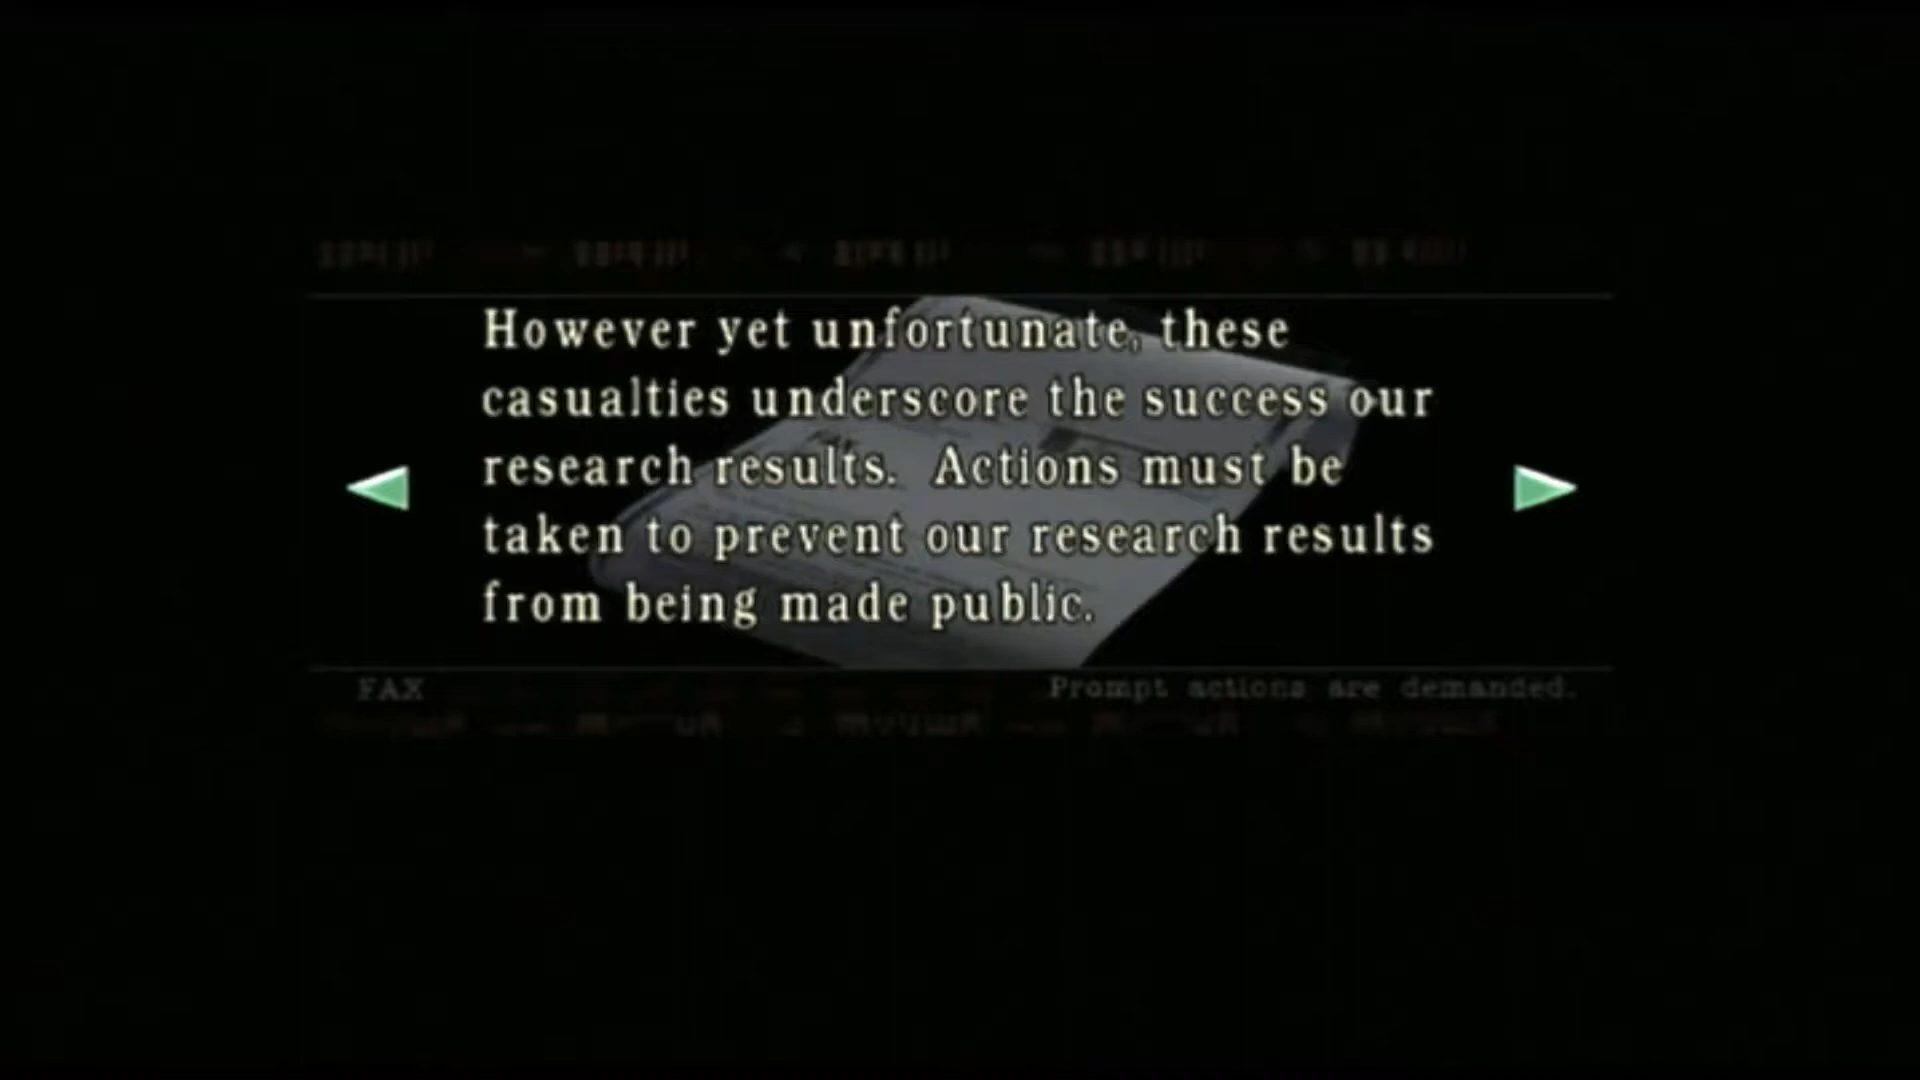 However yet unfortunate, these
casualties underscore the success our
research results.  Actions must be
taken to prevent our research results
from being made public.
FAX
Prompt actions are demanded.